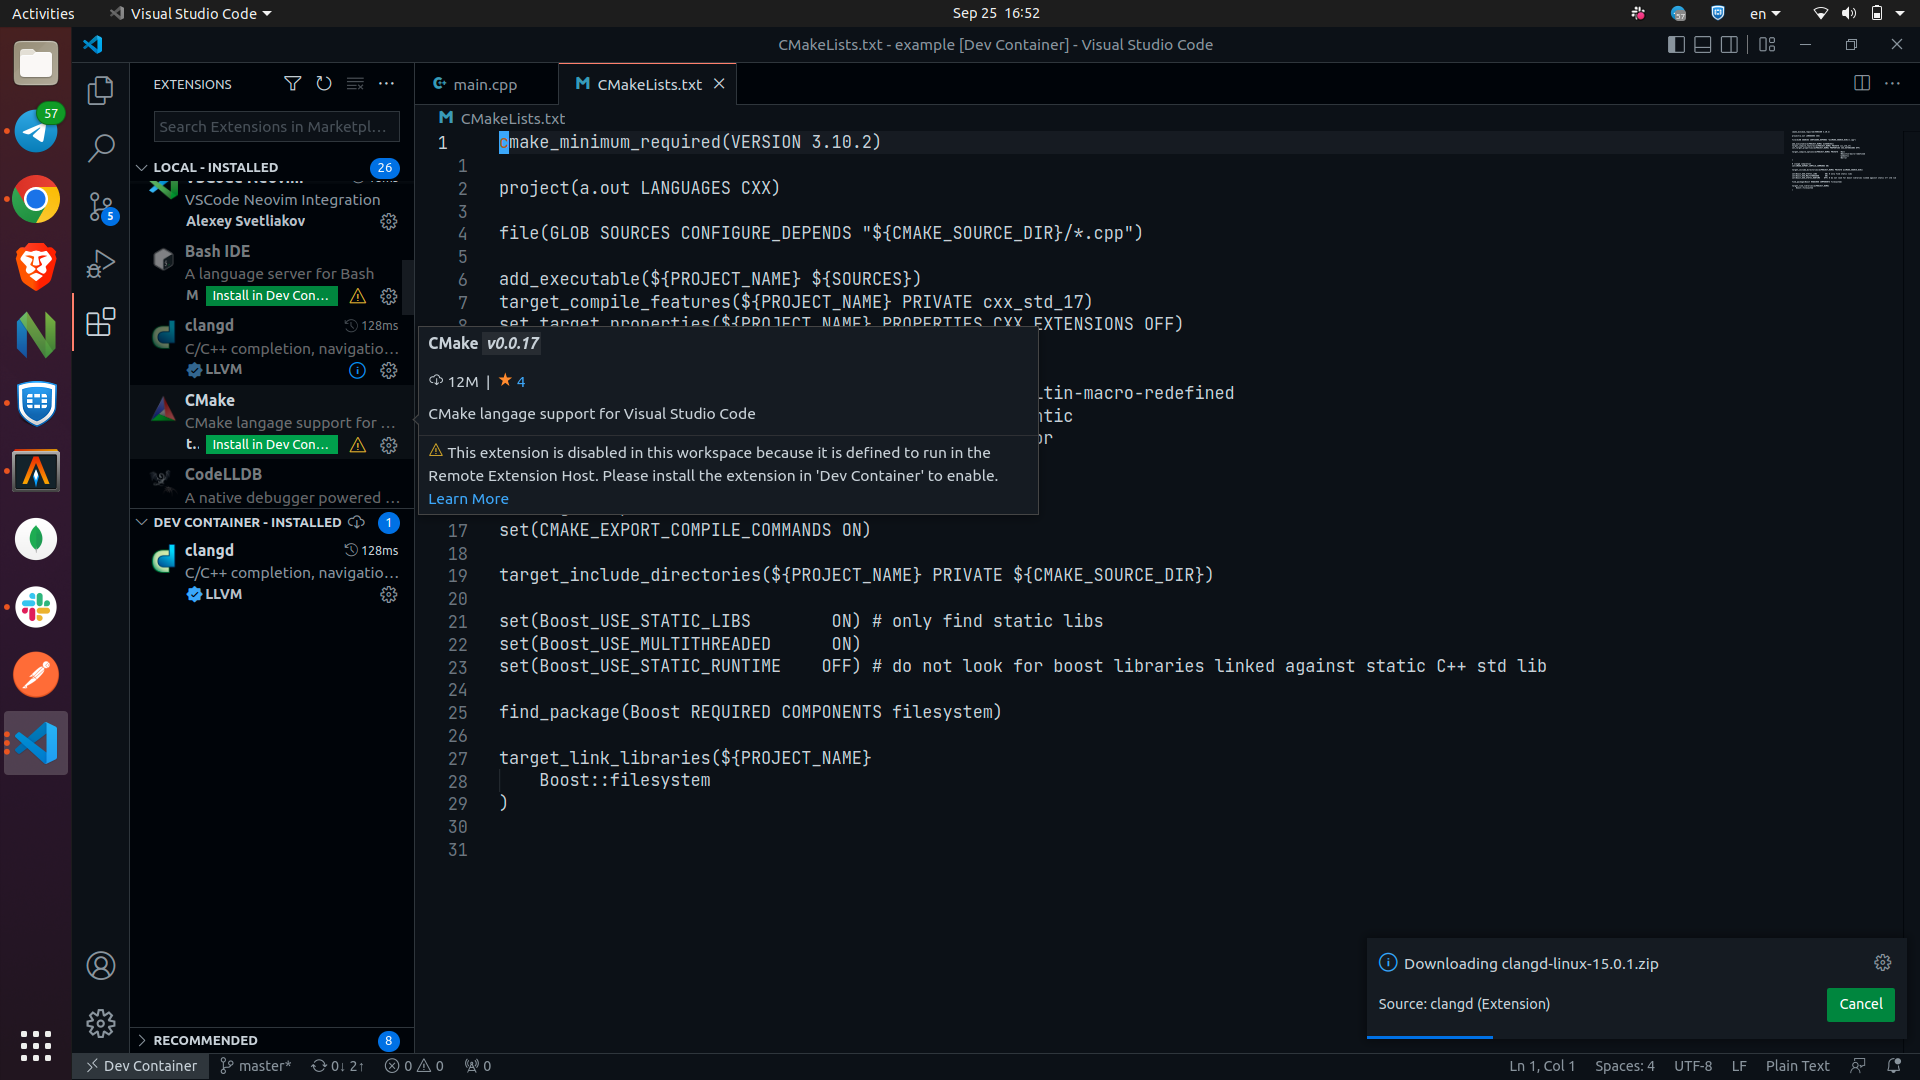 Activities
Visual Studio Code
Sep 25 16:52
57
en
CMakeLists.txt - example [Dev Container] - Visual Studio Code
57
5
EXTENSIONS
Search Extensions in Marketpl...
LOCAL - INSTALLED
26
VSCode Neovim
VSCode Neovim Integration
Alexey Svetliakov
Bash IDE
A language server for Bash
M Install in Dev Con...
clangd
128ms
C/C++ completion, navigatio...
LLVM
CMake
CMake langage support for ...
t.. Install in Dev Con...
CodeLLDB
A native debugger powered ...
DEV CONTAINER - INSTALLED
1
clangd
128ms
C/C++ completion, navigatio...
LLVM
RECOMMENDED
8
main.cpp
CMakeLists.txt
CMakeLists.txt
1 cmake_minimum_required(VERSION 3.10.2)
1
2 project(a.out LANGUAGES CXX)
3
4 file(GLOB SOURCES CONFIGURE_DEPENDS "${CMAKE_SOURCE_DIR}/*.cpp")
5
6 add_executable(${PROJECT_NAME} ${SOURCES})
7 target_compile_features(${PROJECT_NAME} PRIVATE cxx_std_17)
8 set_target_properties(${PROJECT_NAME} PROPERTIES CXX_EXTENSIONS OFF)
CMake v0.0.17
12M | 4
CMake langage support for Visual Studio Code
This extension is disabled in this workspace because it is defined to run in the
Remote Extension Host. Please install the extension in 'Dev Container' to enable.
Learn More
ltin-macro-redefined
ntic
or
17 set(CMAKE_EXPORT_COMPILE_COMMANDS ON)
18
19 target_include_directories(${PROJECT_NAME} PRIVATE ${CMAKE_SOURCE_DIR})
20
21 set(Boost_USE_STATIC_LIBS        ON) # only find static libs
22 set(Boost_USE_MULTITHREADED      ON)
23 set(Boost_USE_STATIC_RUNTIME    OFF) # do not look for boost libraries linked against static C++ std lib
24
25 find_package(Boost REQUIRED COMPONENTS filesystem)
26
27 target_link_libraries(${PROJECT_NAME}
28     Boost::filesystem
29 )
30
31
Downloading clangd-linux-15.0.1.zip
Source: clangd (Extension)
Cancel
Dev Container
master*
0↓ 2↑
0
0
0
Ln 1, Col 1
Spaces: 4
UTF-8
LF
Plain Text